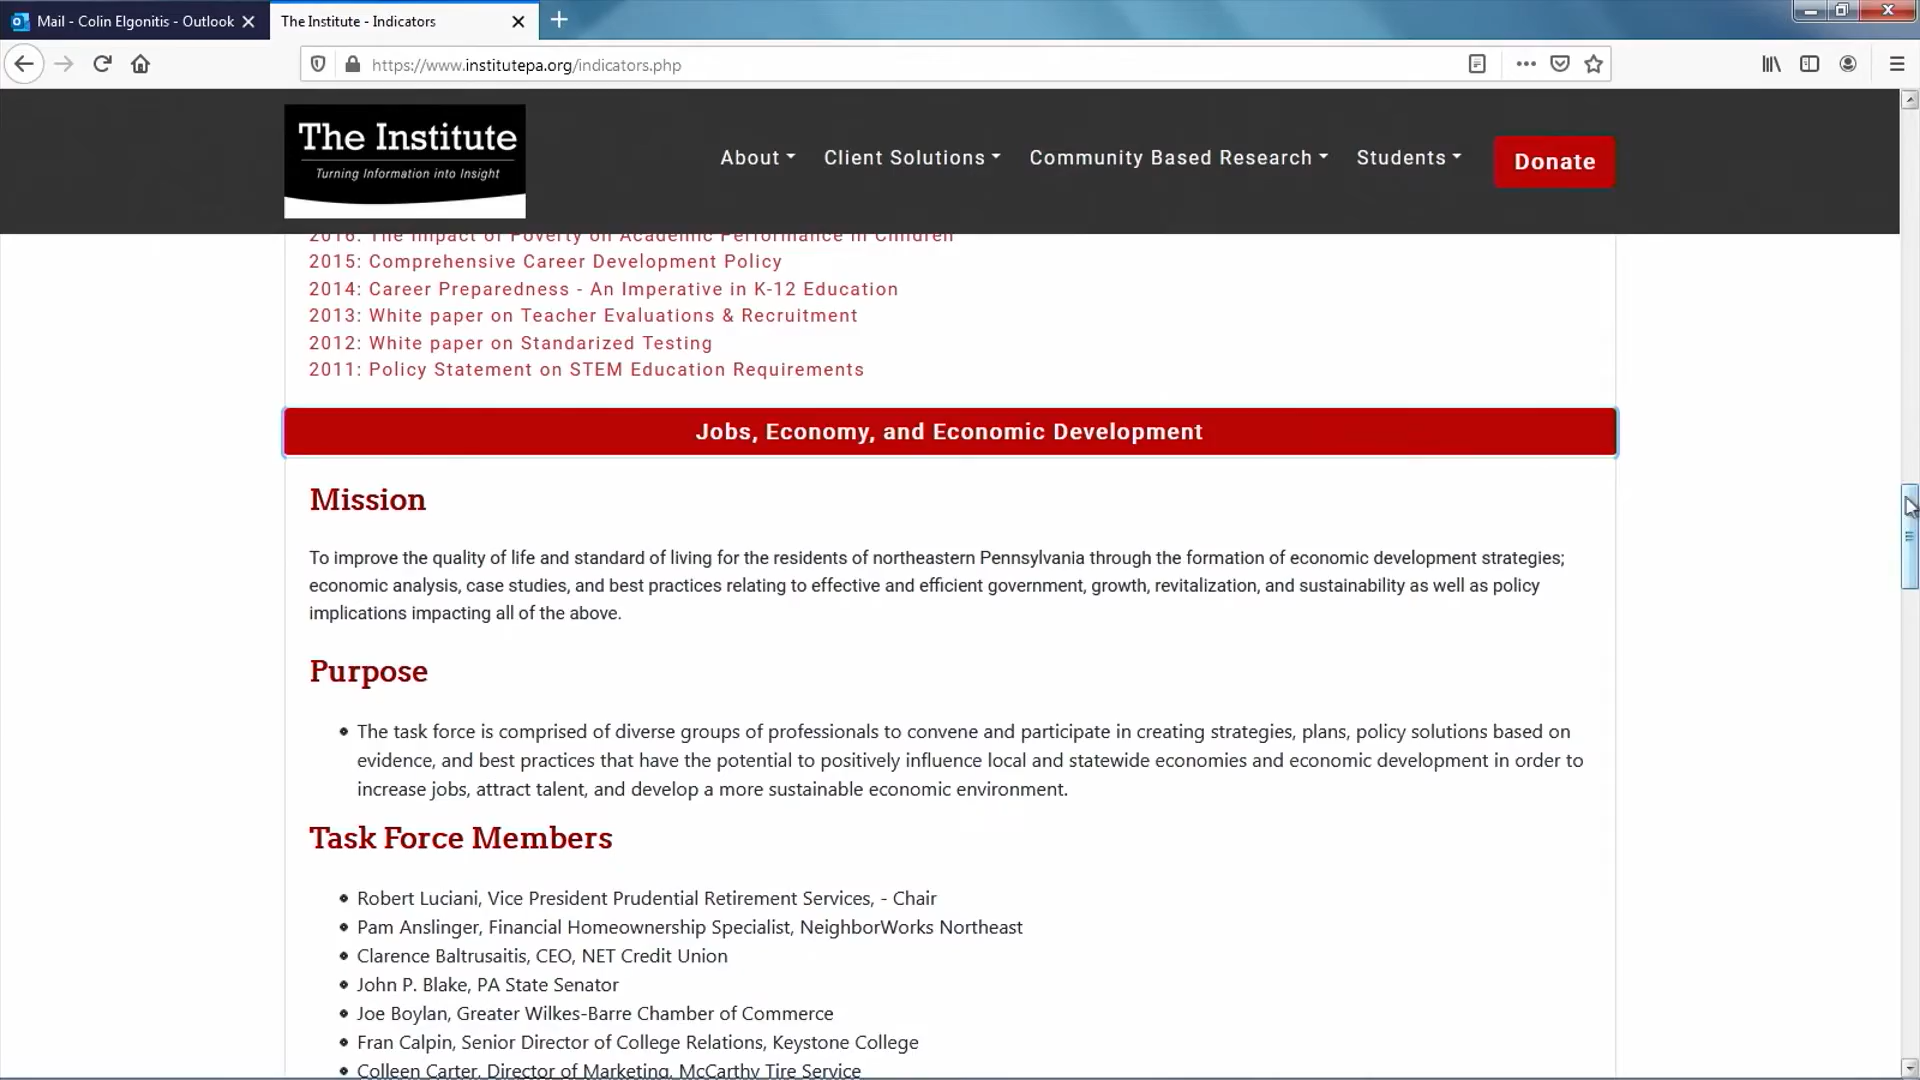 Mail - Colin Elgonitis - Outlook
The Institute - Indicators
https://www.institutepa.org/indicators.php
The Institute
Turning Information into Insight
About
Client Solutions
Community Based Research
Students
Donate
2016: The Impact of Poverty on Academic Performance in Children
2015: Comprehensive Career Development Policy
2014: Career Preparedness - An Imperative in K-12 Education
2013: White paper on Teacher Evaluations & Recruitment
2012: White paper on Standarized Testing
2011: Policy Statement on STEM Education Requirements
Jobs, Economy, and Economic Development
Mission
To improve the quality of life and standard of living for the residents of northeastern Pennsylvania through the formation of economic development strategies;
economic analysis, case studies, and best practices relating to effective and efficient government, growth, revitalization, and sustainability as well as policy
implications impacting all of the above.
Purpose
• The task force is comprised of diverse groups of professionals to convene and participate in creating strategies, plans, policy solutions based on
evidence, and best practices that have the potential to positively influence local and statewide economies and economic development in order to
increase jobs, attract talent, and develop a more sustainable economic environment.
Task Force Members
• Robert Luciani, Vice President Prudential Retirement Services, - Chair
• Pam Anslinger, Financial Homeownership Specialist, NeighborWorks Northeast
• Clarence Baltrusaitis, CEO, NET Credit Union
• John P. Blake, PA State Senator
• Joe Boylan, Greater Wilkes-Barre Chamber of Commerce
• Fran Calpin, Senior Director of College Relations, Keystone College
• Colleen Carter, Director of Marketing, McCarthy Tire Service